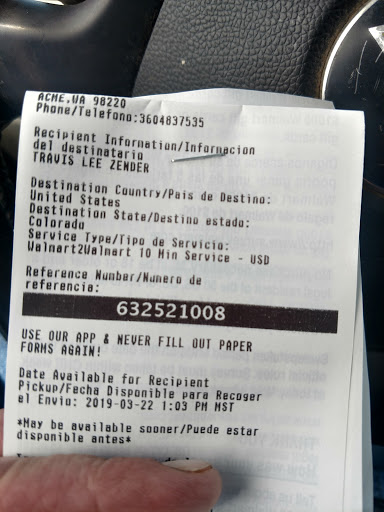 ACME,WA 98220
Phone/Telefono:3604837535
Recipient Information/Informacion
del destinatario
TRAVIS LEE ZENDER
Destination Country/Pais de Destino:
United States
Destination State/Destino estado:
Colorado
Service Type/Tipo de Servicio:
Walmart2Walmart 10 Min Service - USD
Reference Number/Numero de
referencia:
632521008
USE OUR APP & NEVER FILL OUT PAPER
FORMS AGAIN!
Date Available for Recipient
Pickup/Fecha Disponible para Recoger
el Envio: 2019-03-22 1:03 PM MST
*May be available sooner/Puede estar
disponible antes*